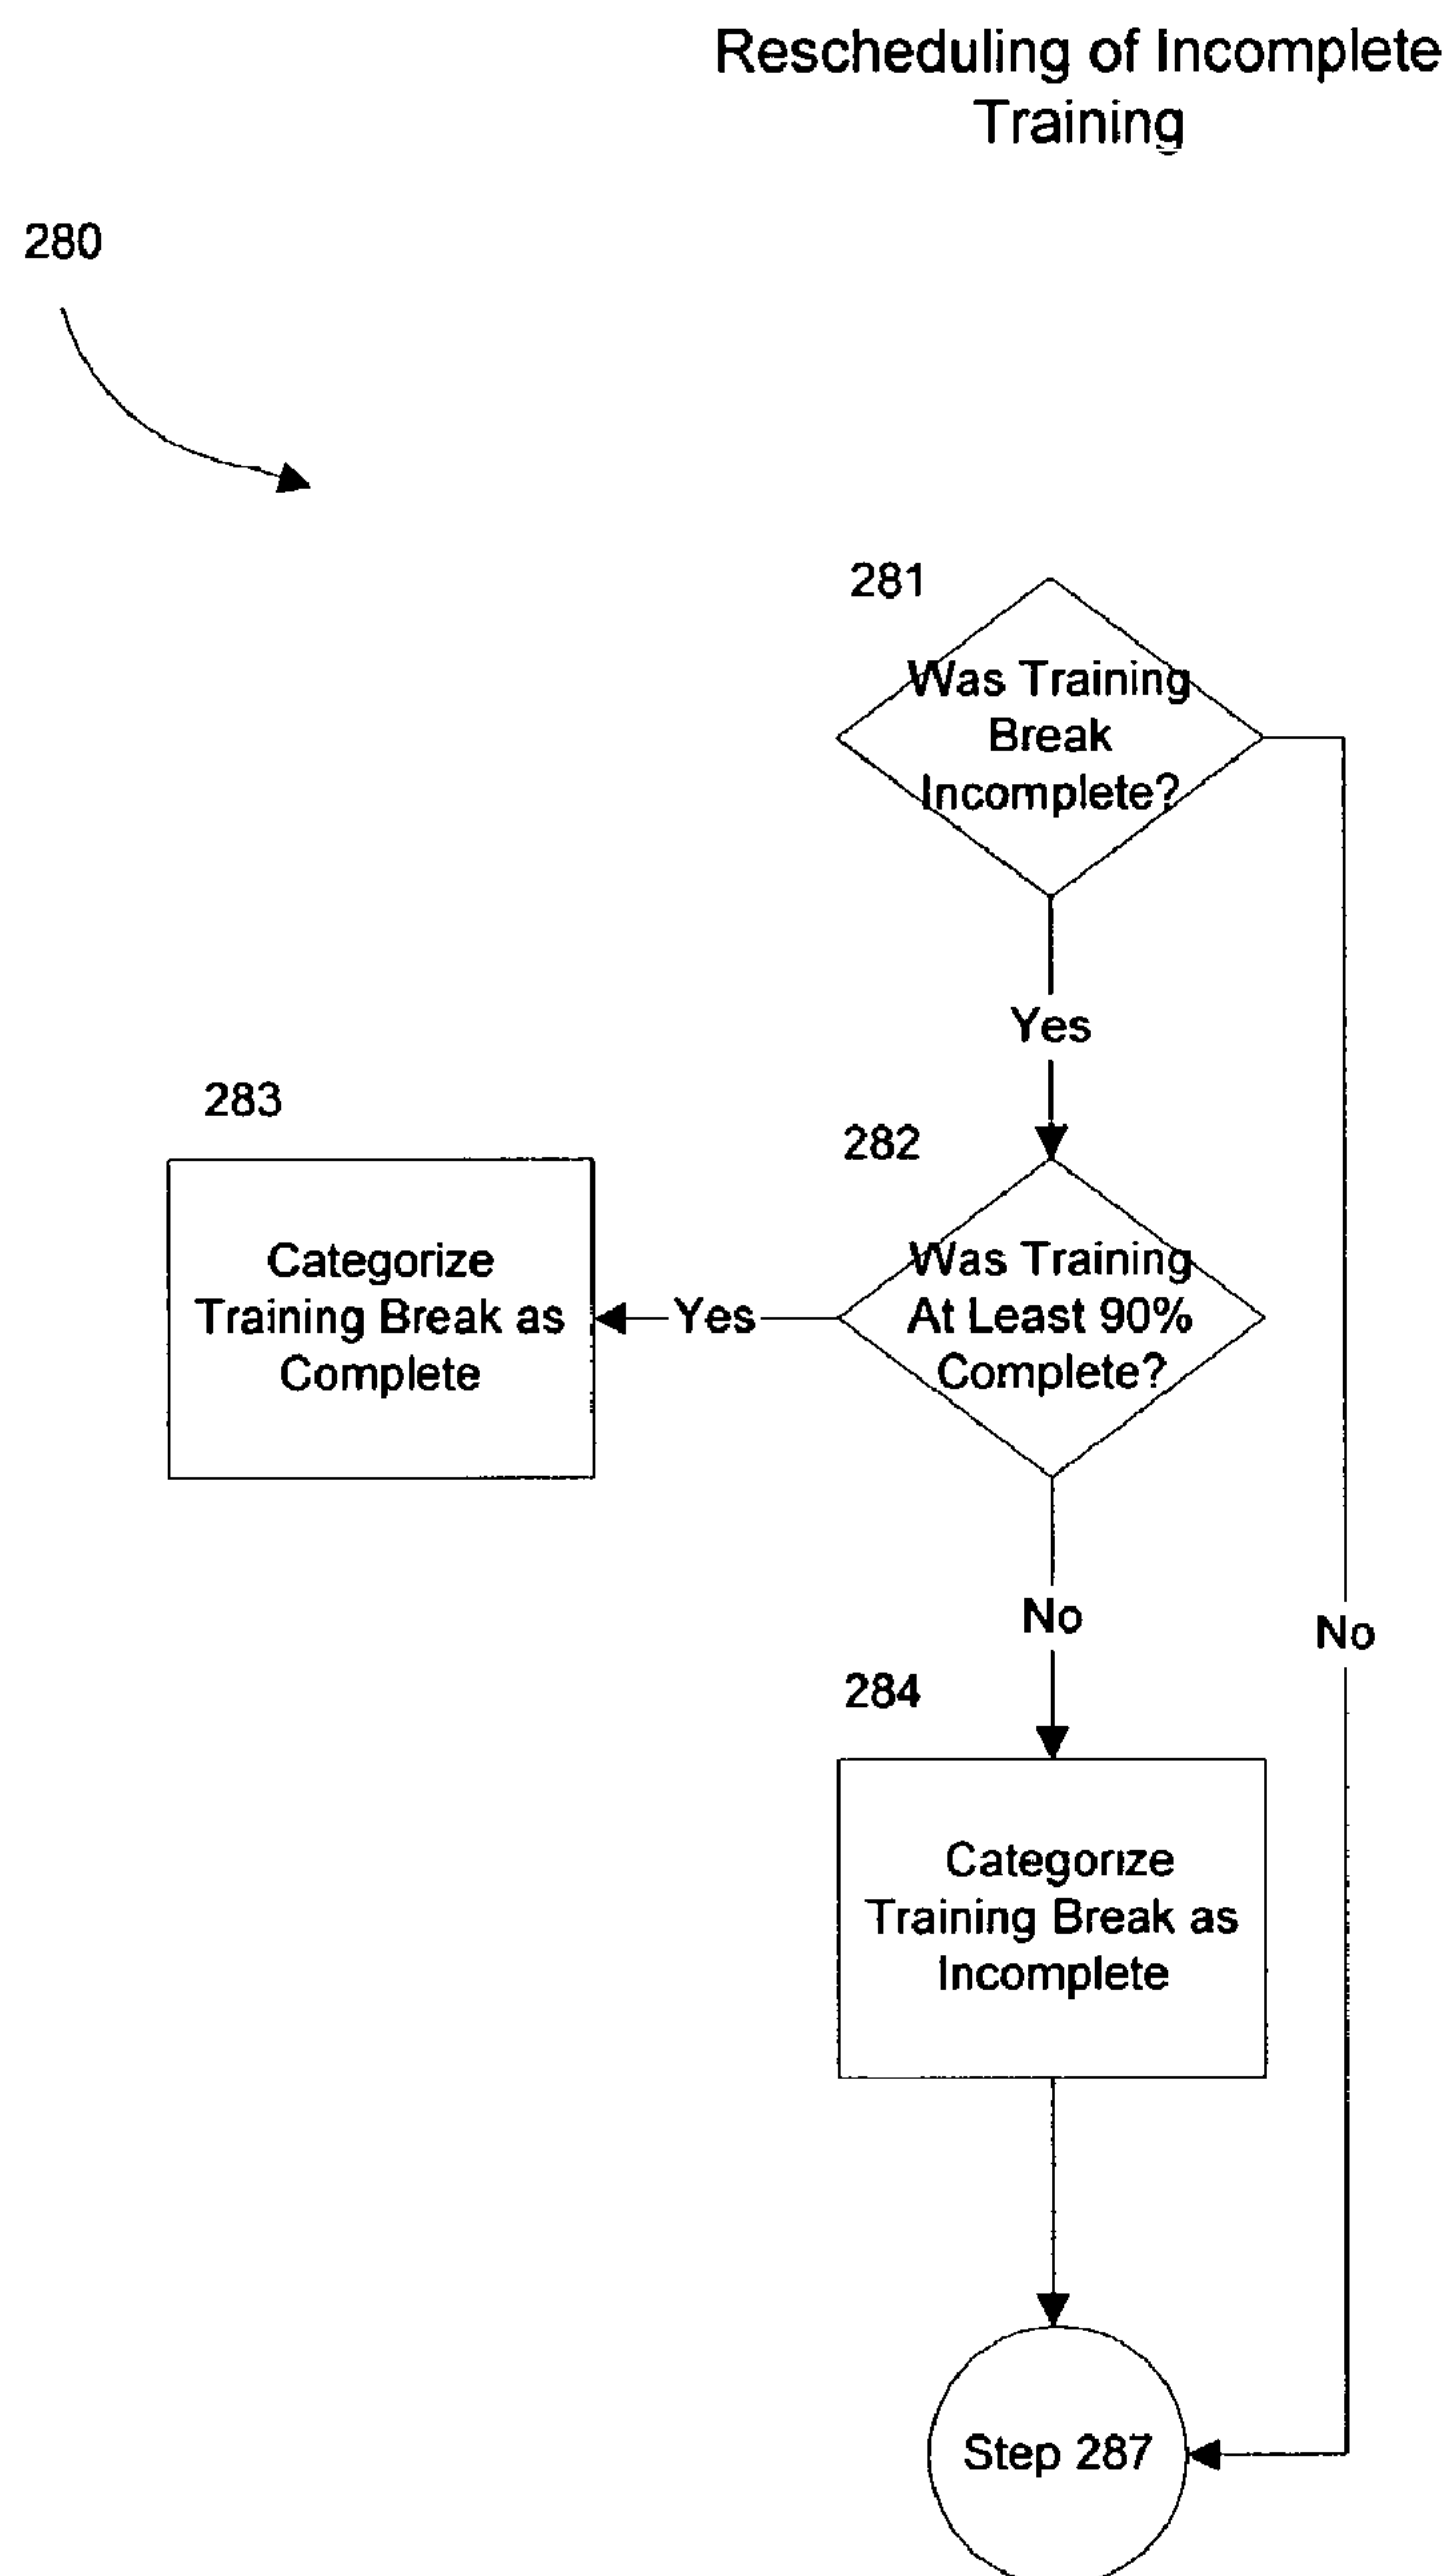 Rescheduling of Incomplete
Training
280
281
Was Training
Break
Incomplete?
Yes
283
282
Categorize
Training Break as
Complete
Yes
Was Training
At Least 90%
Complete?
No
No
284
Categorize
Training Break as
Incomplete
Step 287